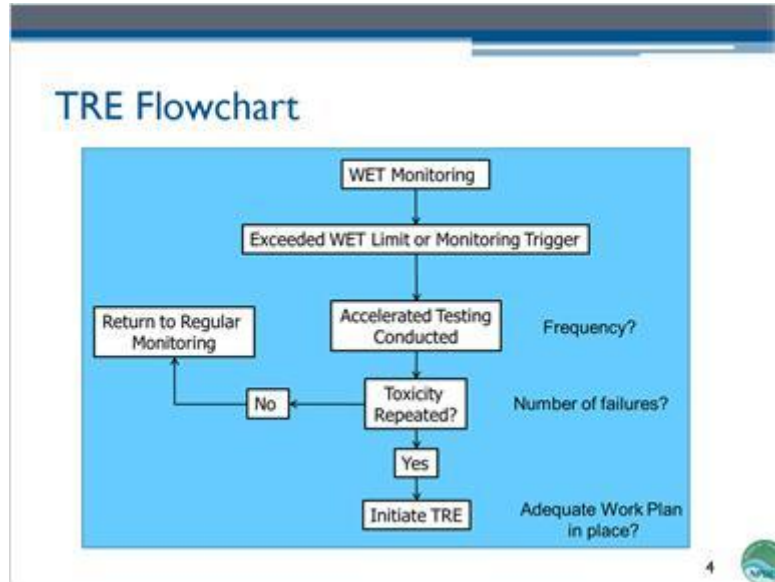 TRE Flowchart
WET Monitoring
Exceeded WET Limit or Monitoring Trigger
Accelerated Testing
Conducted
Frequency?
Return to Regular
Monitoring
Toxicity
Repeated?
Number of failures?
No
Yes
Initiate TRE
Adequate Work Plan
in place?
4